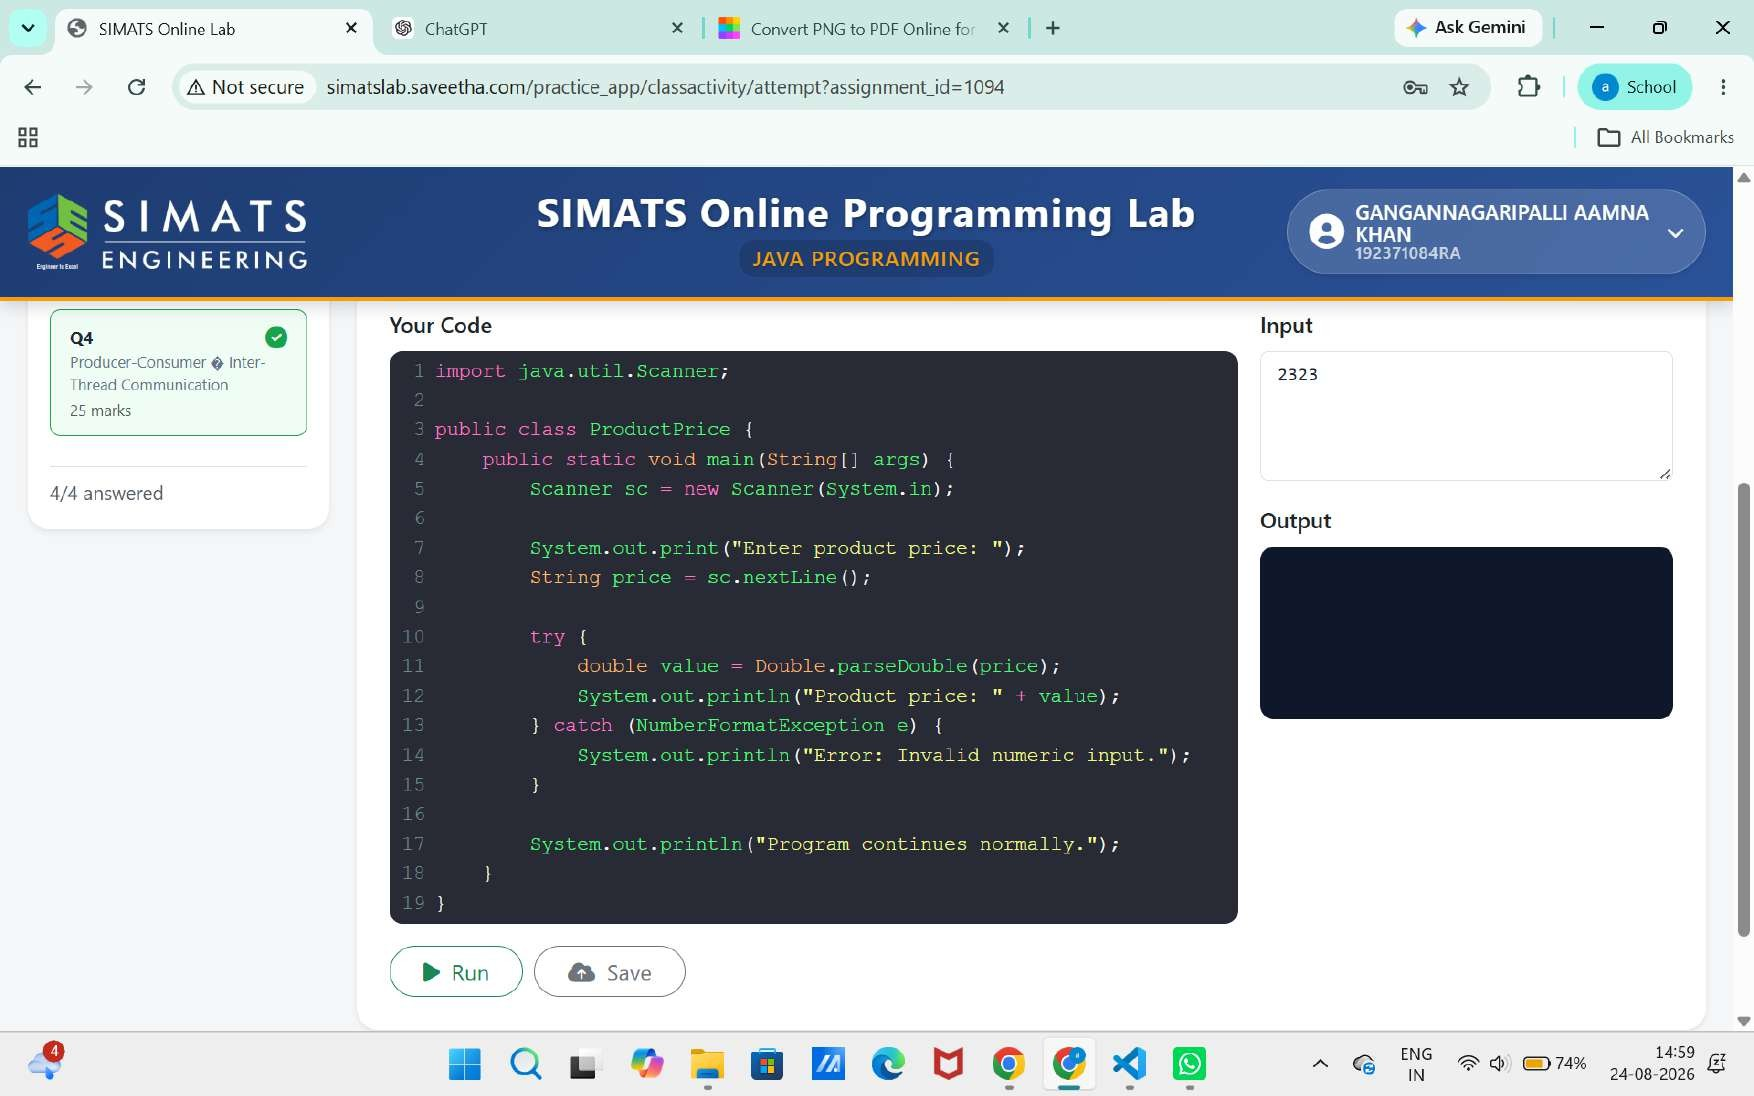 SIMATS Online Lab
ChatGPT
Convert PNG to PDF Online for
Ask Gemini
Not secure
simatslab.saveetha.com/practice_app/classactivity/attempt?assignment_id=1094
a
School
All Bookmarks
SIMATS
ENGINEERING
Engineer to Excel
SIMATS Online Programming Lab
JAVA PROGRAMMING
GANGANNAGARIPALLI AAMNA
KHAN
192371084RA
Q4
Producer-Consumer � Inter-
Thread Communication
25 marks
4/4 answered
Your Code
1 import java.util.Scanner;
2
3 public class ProductPrice {
4     public static void main(String[] args) {
5         Scanner sc = new Scanner(System.in);
6
7         System.out.print("Enter product price: ");
8         String price = sc.nextLine();
9
10         try {
11             double value = Double.parseDouble(price);
12             System.out.println("Product price: " + value);
13         } catch (NumberFormatException e) {
14             System.out.println("Error: Invalid numeric input.");
15         }
16
17         System.out.println("Program continues normally.");
18     }
19 }
Run
Save
Input
2323
Output
4
ENG
IN
74%
14:59
24-08-2026